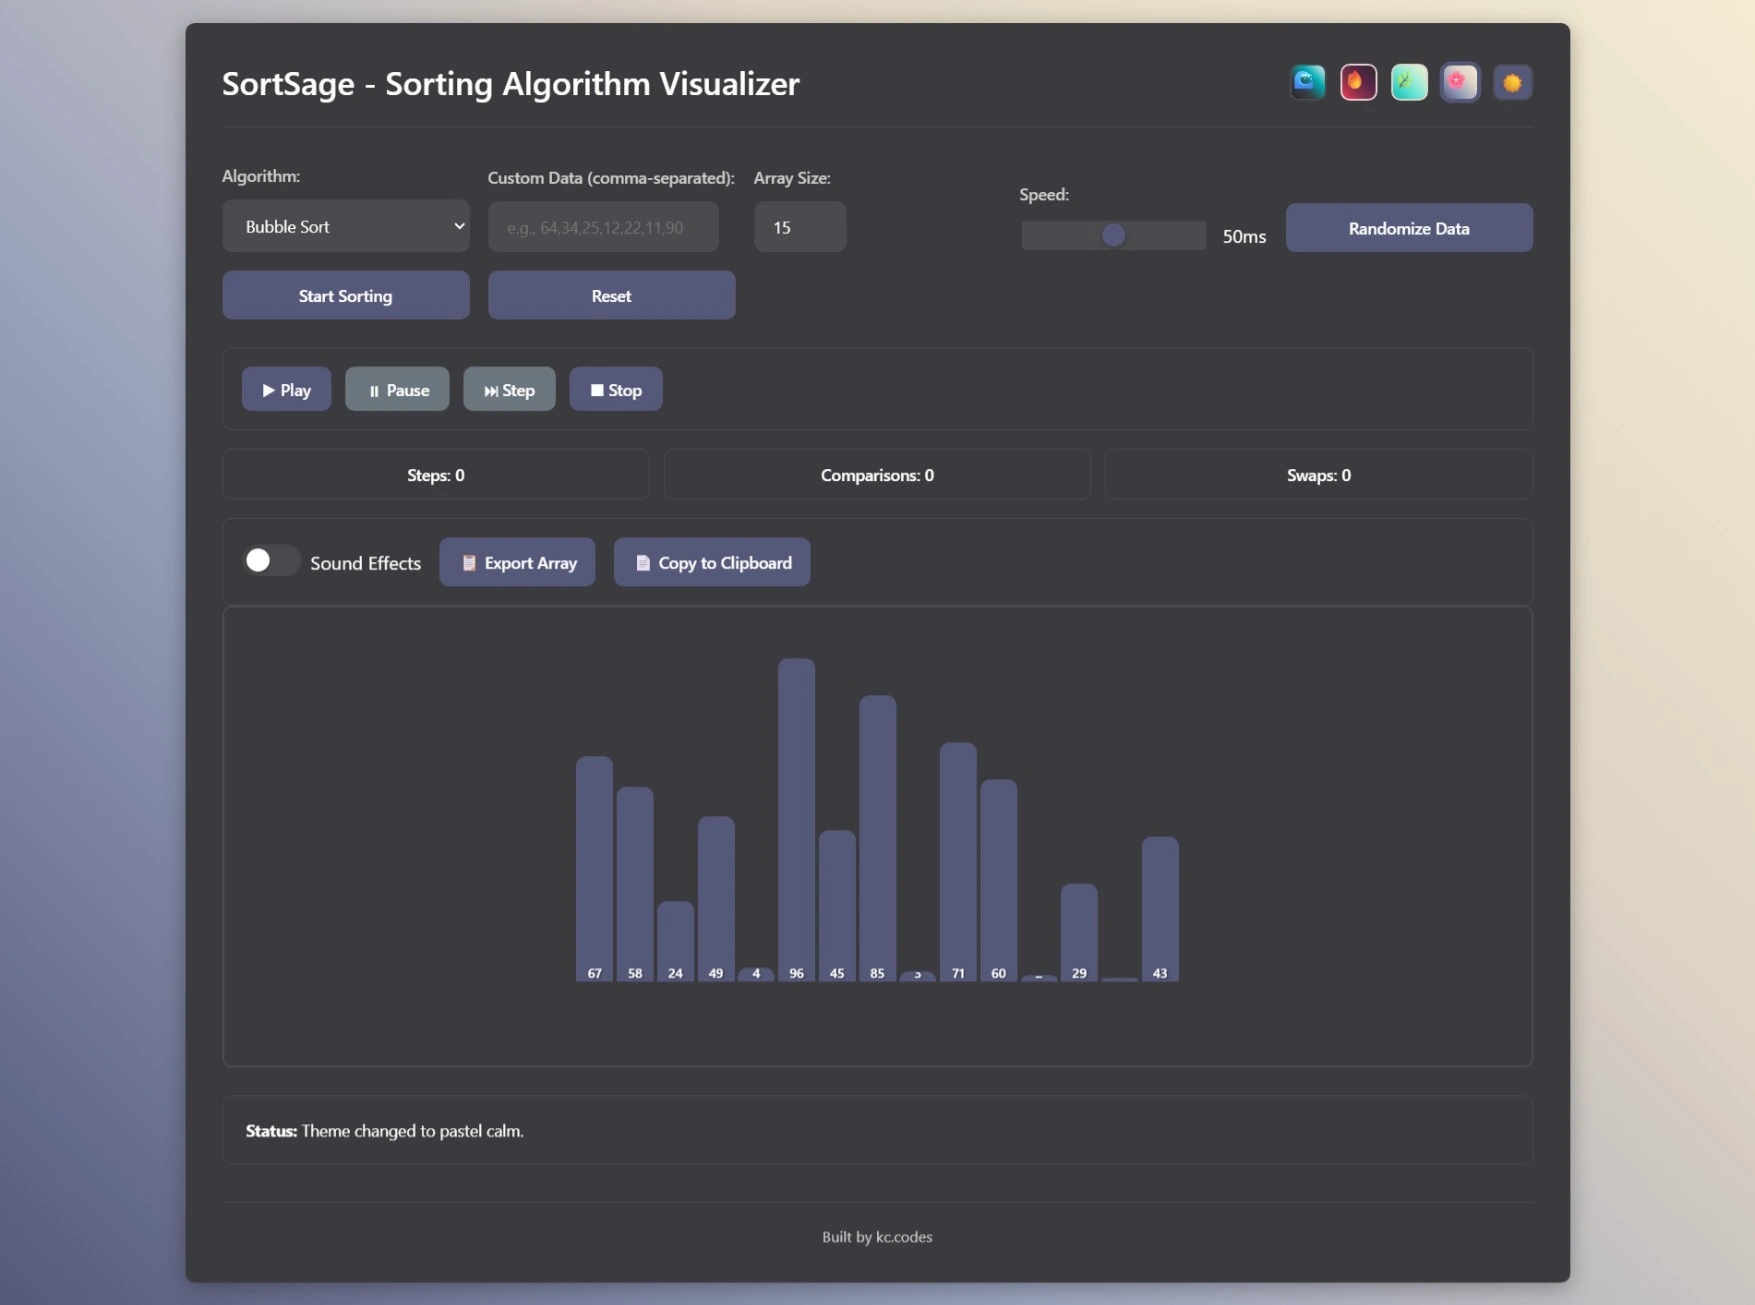 SortSage - Sorting Algorithm Visualizer
Algorithm:
Custom Data (comma-separated):
Array Size:
Speed:
Bubble Sort
e.g., 64,34,25,12,22,11,90
15
50ms
Randomize Data
Start Sorting
Reset
Play
Pause
Step
Stop
Steps: 0
Comparisons: 0
Swaps: 0
Sound Effects
Export Array
Copy to Clipboard
67 58 24 49 4 96 45 85 71 60 29 43
Status: Theme changed to pastel calm.
Built by kc.codes